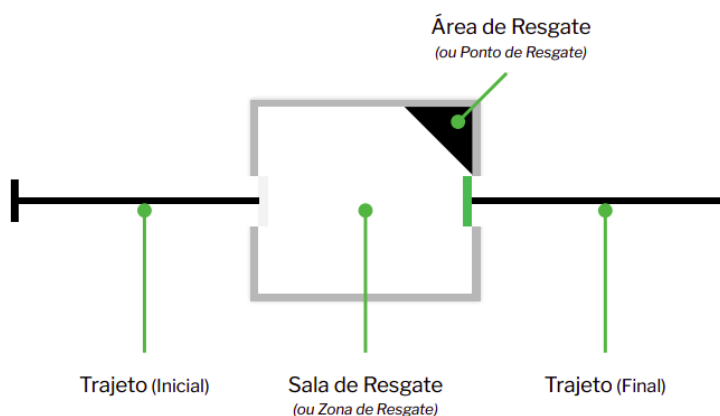 Área de Resgate
(ou Ponto de Resgate)
Trajeto (Inicial)
Sala de Resgate
(ou Zona de Resgate)
Trajeto (Final)